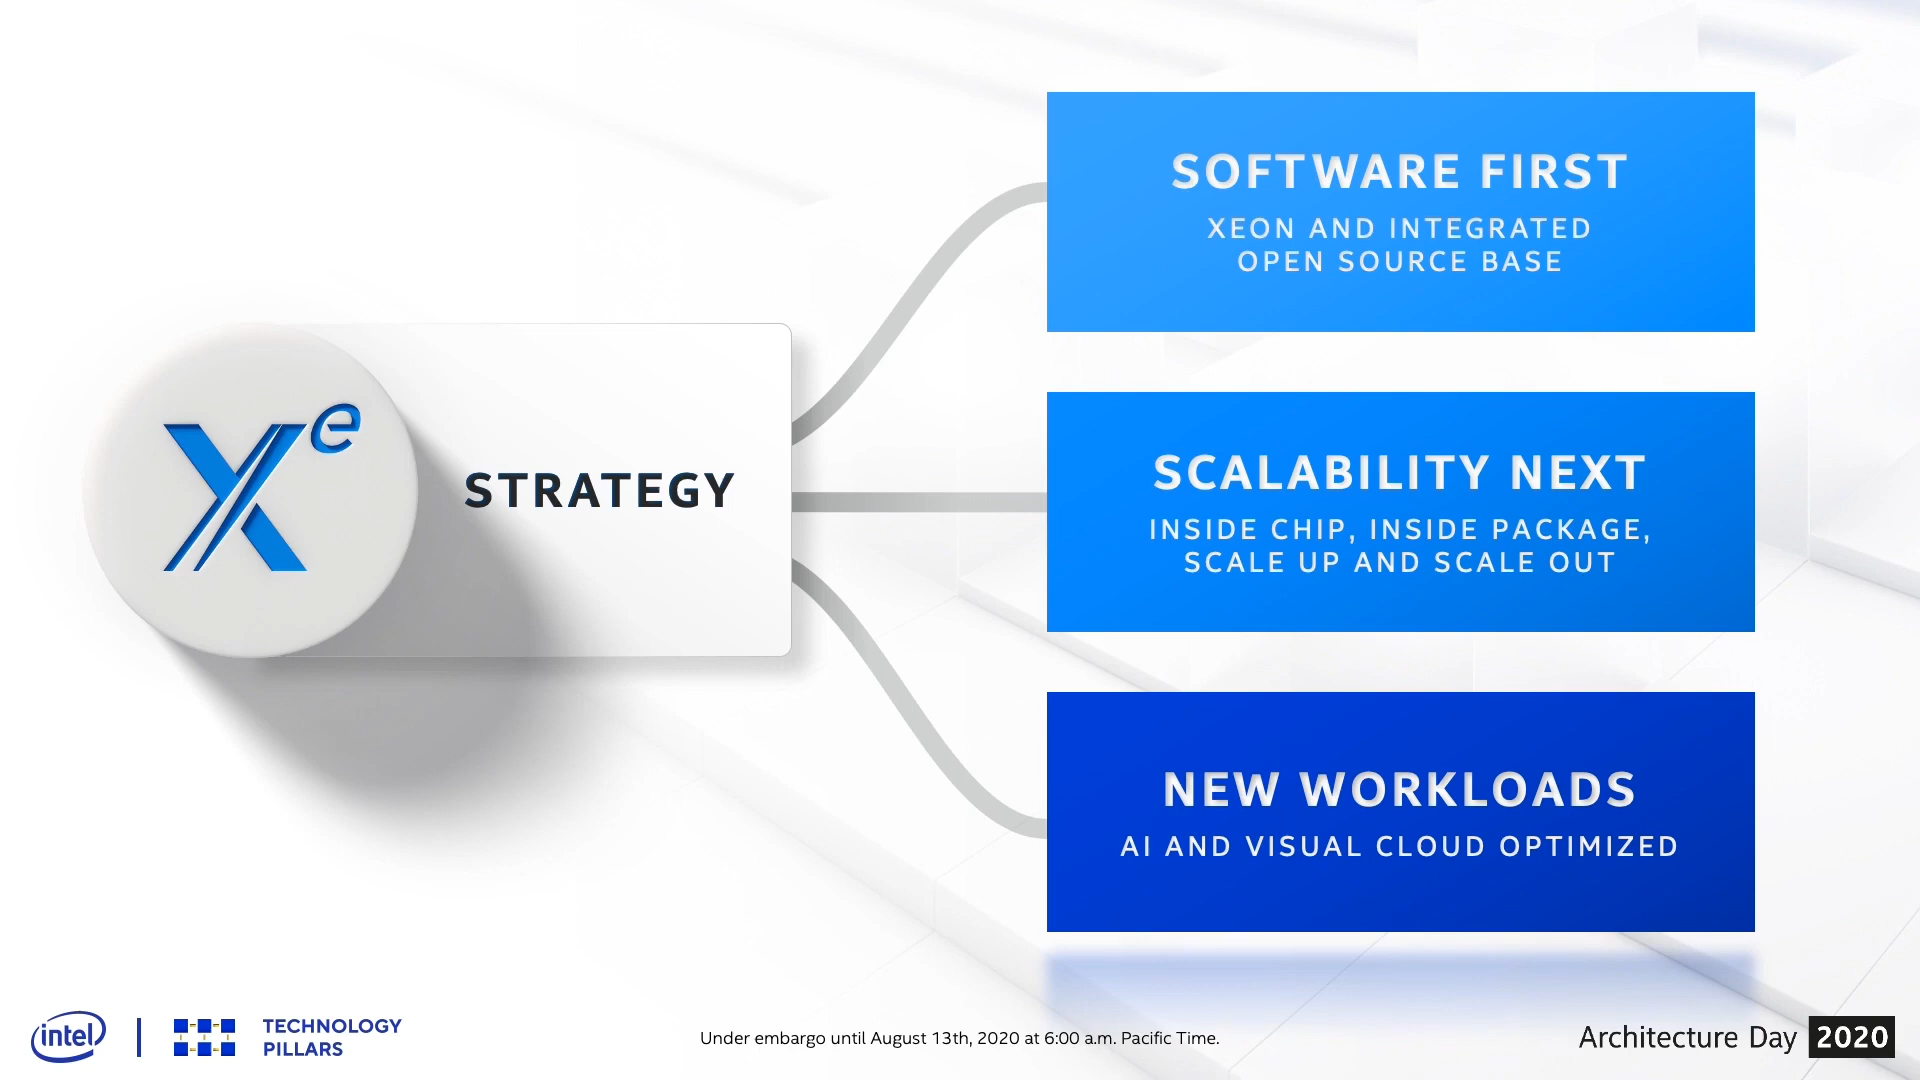 Xe
STRATEGY
SOFTWARE FIRST
XEON AND INTEGRATED
OPEN SOURCE BASE
SCALABILITY NEXT
INSIDE CHIP, INSIDE PACKAGE,
SCALE UP AND SCALE OUT
NEW WORKLOADS
AI AND VISUAL CLOUD OPTIMIZED
intel
TECHNOLOGY
PILLARS
Under embargo until August 13th, 2020 at 6:00 a.m. Pacific Time.
Architecture Day 2020